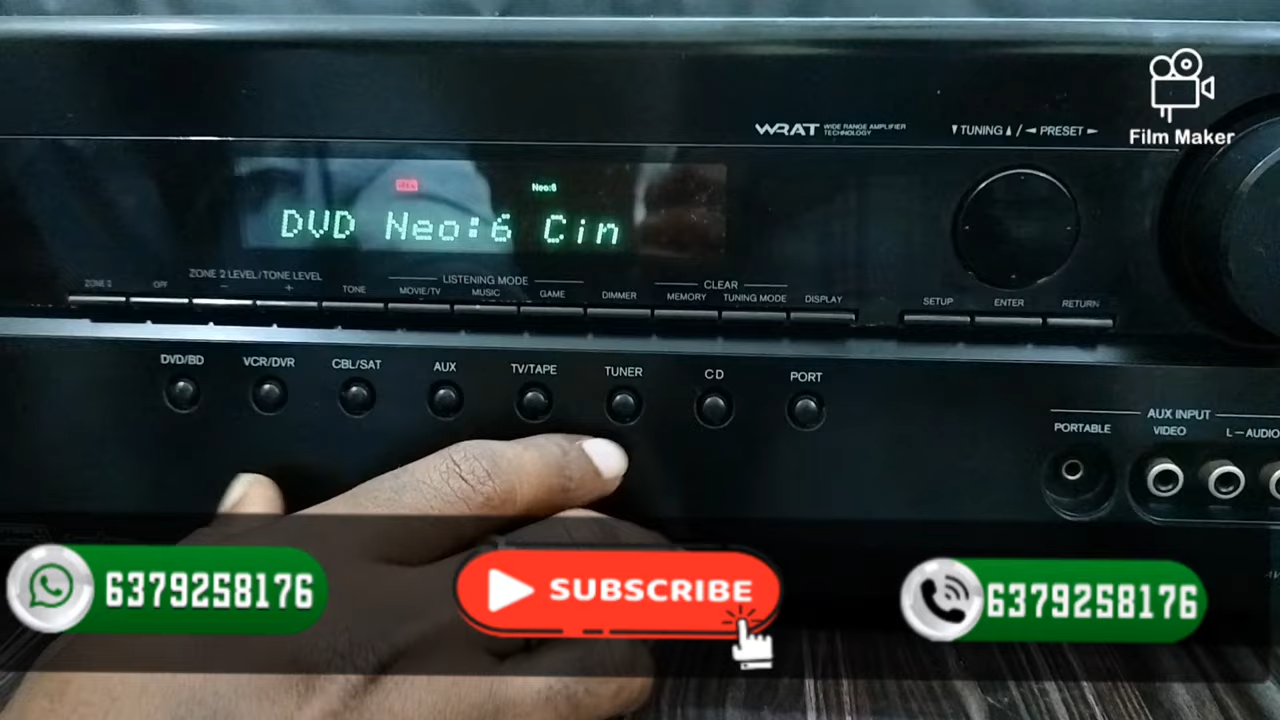 WRAT WIDE RANGE AMPLIFIER TECHNOLOGY
TUNING / PRESET
Film Maker
Neo:6
DVD Neo:6 Cin
ZONE 2 LEVEL/TONE LEVEL
LISTENING MODE
CLEAR
ZONE 2 OFF - + TONE MOVIE/TV MUSIC GAME DIMMER MEMORY TUNING MODE DISPLAY SETUP ENTER RETURN
DVD/BD VCR/DVR CBL/SAT AUX TV/TAPE TUNER CD PORT
AUX INPUT
PORTABLE VIDEO L-AUDIO
6379258176
SUBSCRIBE
6379258176